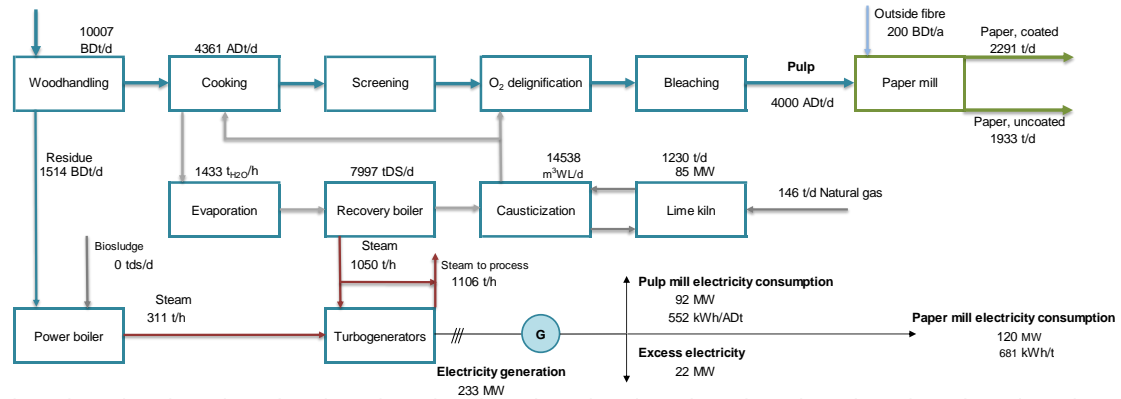 10007
BDt/d
4361 ADt/d
Outside fibre
200 BDt/a
Paper, coated
2291 t/d
Woodhandling
Cooking
Screening
O₂ delignification
Bleaching
Pulp
4000 ADt/d
Paper mill
Paper, uncoated
1933 t/d
Residue
1514 BDt/d
1433 tH2O/h
7997 tDS/d
14538
m³WL/d
1230 t/d
85 MW
146 t/d Natural gas
Evaporation
Recovery boiler
Causticization
Lime kiln
Biosludge
0 tds/d
Steam
1050 t/h
Steam to process
1106 t/h
Steam
311 t/h
Power boiler
Turbogenerators
G
Pulp mill electricity consumption
92 MW
552 kWh/ADt
Paper mill electricity consumption
120 MW
681 kWh/t
Excess electricity
22 MW
Electricity generation
233 MW